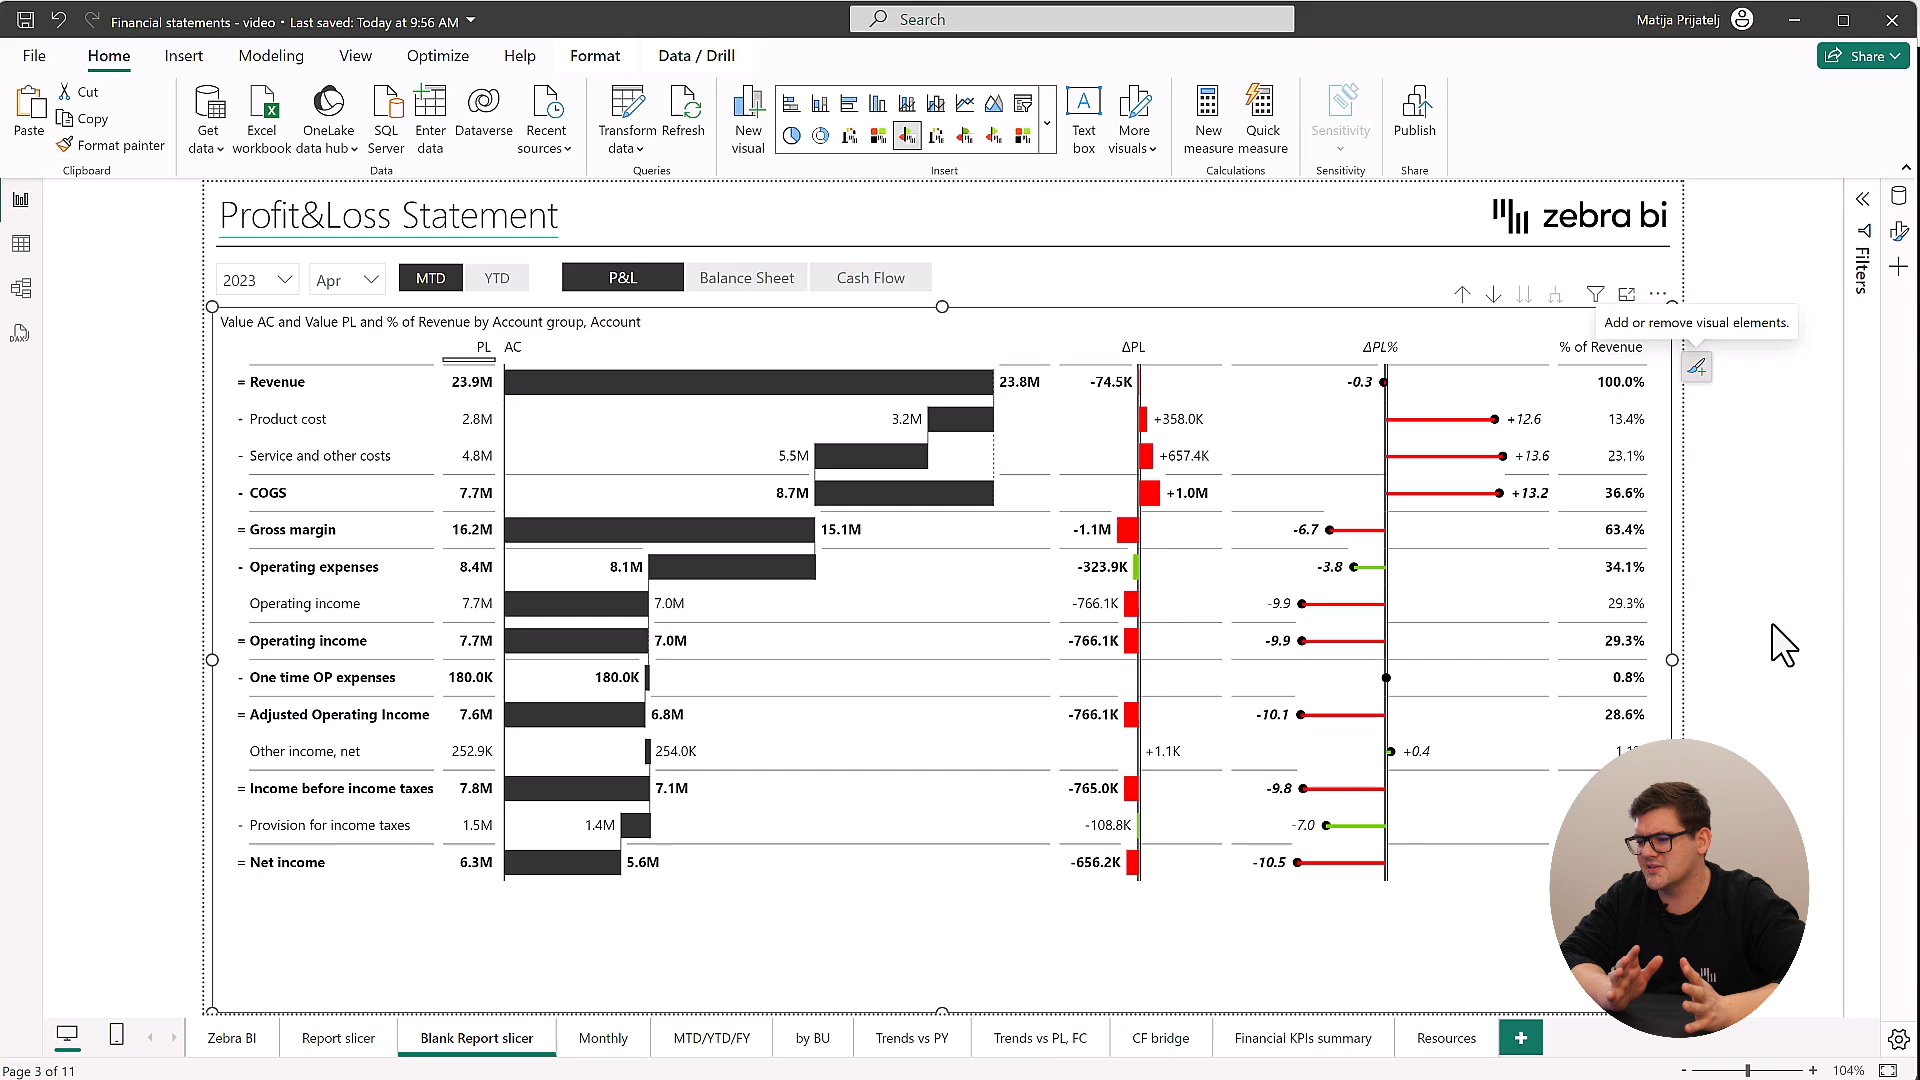 Financial statements - video • Last saved: Today at 9:56 AM
Search
Matija Prijatelj
File Home Insert Modeling View Optimize Help Format Data / Drill
Share
Paste
Cut
Copy
Format painter
Get data
Excel workbook
OneLake data hub
SQL Server
Enter data
Dataverse
Recent sources
Transform data
Refresh
New visual
A
Text box
More visuals
New measure
Quick measure
Sensitivity
Publish
Clipboard Data Queries Insert Calculations Sensitivity Share
DAX
Profit&Loss Statement
zebra bi
2023 Apr MTD YTD P&L Balance Sheet Cash Flow
Filters
Value AC and Value PL and % of Revenue by Account group, Account
Add or remove visual elements.
PL AC ΔPL ΔPL% % of Revenue
= Revenue 23.9M 23.8M -74.5K -0.3 100.0%
- Product cost 2.8M 3.2M +358.0K +12.6 13.4%
- Service and other costs 4.8M 5.5M +657.4K +13.6 23.1%
- COGS 7.7M 8.7M +1.0M +13.2 36.6%
= Gross margin 16.2M 15.1M -1.1M -6.7 63.4%
- Operating expenses 8.4M 8.1M -323.9K -3.8 34.1%
Operating income 7.7M 7.0M -766.1K -9.9 29.3%
= Operating income 7.7M 7.0M -766.1K -9.9 29.3%
- One time OP expenses 180.0K 180.0K 0.8%
= Adjusted Operating Income 7.6M 6.8M -766.1K -10.1 28.6%
Other income, net 252.9K 254.0K +1.1K +0.4
= Income before income taxes 7.8M 7.1M -765.0K -9.8
- Provision for income taxes 1.5M 1.4M -108.8K -7.0
= Net income 6.3M 5.6M -656.2K -10.5
Zebra BI Report slicer Blank Report slicer Monthly MTD/YTD/FY by BU Trends vs PY Trends vs PL, FC CF bridge Financial KPIs summary Resources +
Page 3 of 11
- + 104%